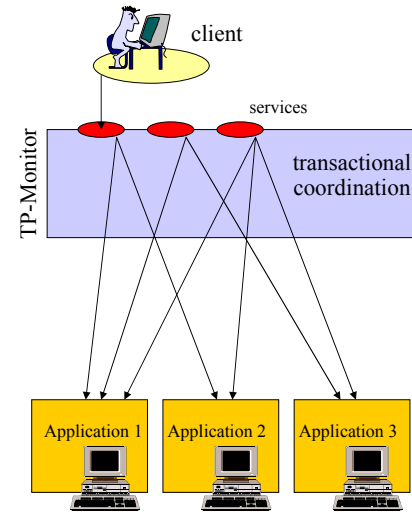 client
services
TP-Monitor
transactional
coordination
Application 1
Application 2
Application 3